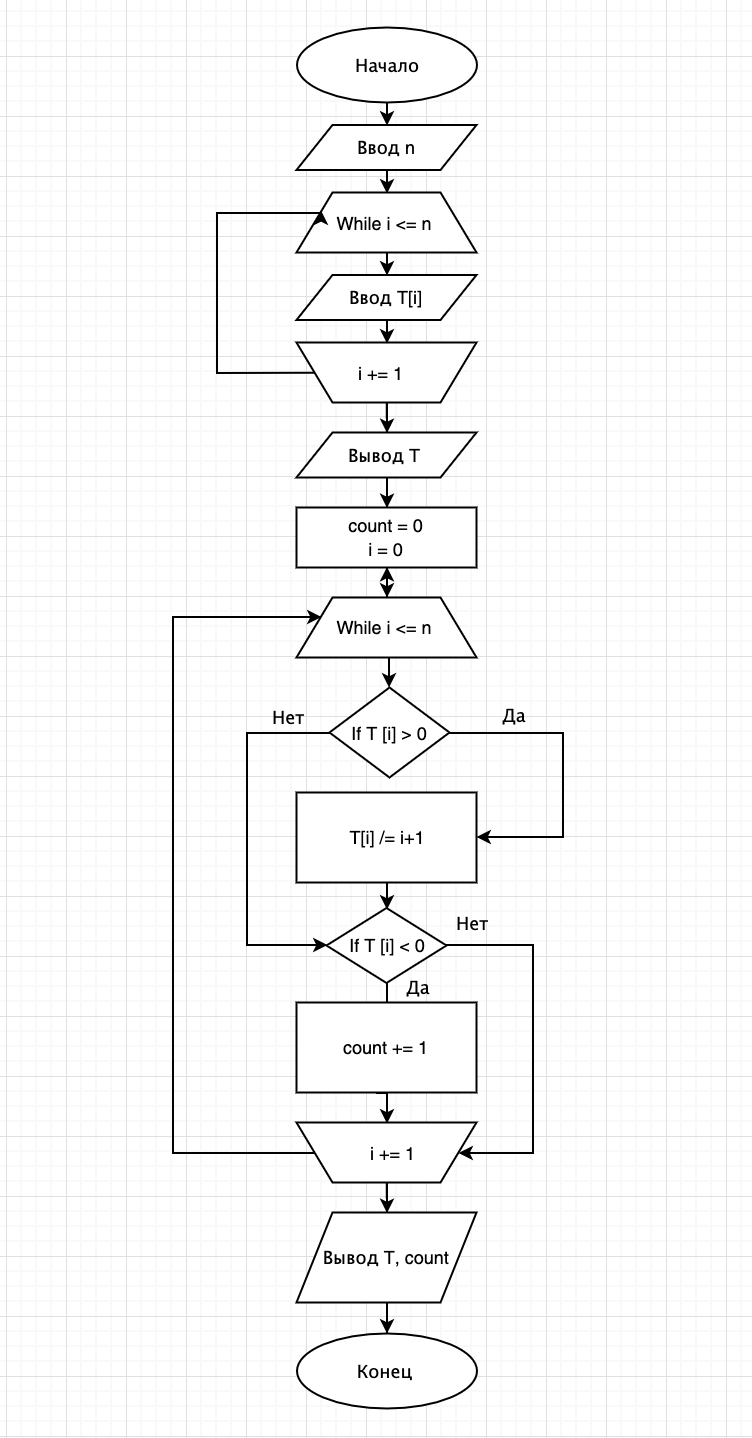 Начало
Ввод n
While i <= n
Ввод T[i]
i += 1
Вывод T
count = 0
i = 0
While i <= n
Нет
Да
If T [i] > 0
T[i] /= i+1
Нет
If T [i] < 0
Да
count += 1
i += 1
Вывод T, count
Конец